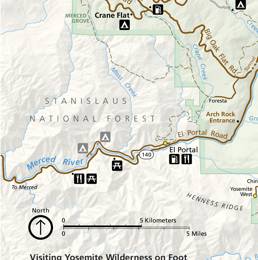 MERCED
GROVE
Crane Flat
Big Oak Flat Rd
Moss Creek
Crane Creek
STANISLAUS
NATIONAL FOREST
Foresta
Arch Rock
Entrance
El Portal Road
Merced River
El Portal
140
To Merced
HENNESS RIDGE
Yosemite
West
North
0
5 Kilometers
0
5 Miles
Visiting Yosemite Wilderness on Foot